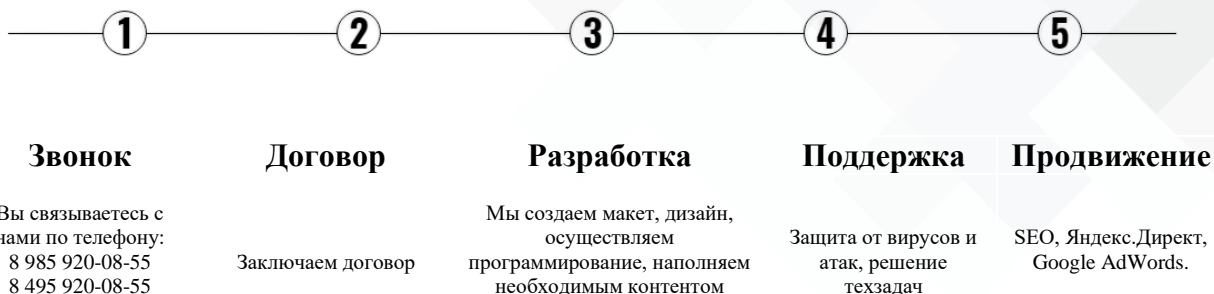 1 2 3 4 5
Звонок Договор Разработка Поддержка Продвижение
Вы связываетесь с
нами по телефону:
8 985 920-08-55
8 495 920-08-55
Заключаем договор
Мы создаем макет, дизайн,
осуществляем
программирование, наполняем
необходимым контентом
Защита от вирусов и
атак, решение
техзадач
SEO, Яндекс.Директ,
Google AdWords.